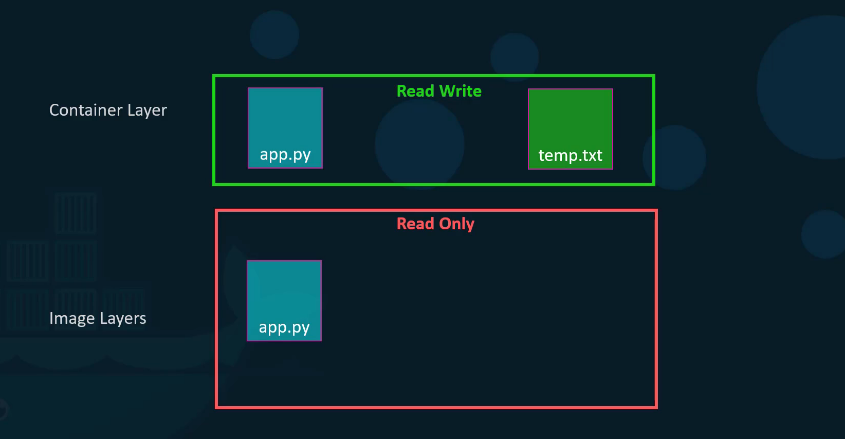 Container Layer
Read Write
app.py
temp.txt
Read Only
Image Layers
app.py